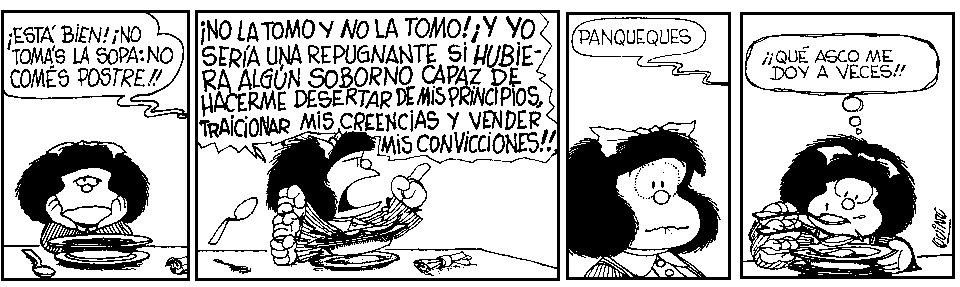 ¡ESTÁ BIEN! ¡NO
TOMÁS LA SOPA: NO
COMÉS POSTRE!!
¡NO LA TOMO Y NO LA TOMO! ¡Y YO
SERÍA UNA REPUGNANTE SI HUBIE-
RA ALGÚN SOBORNO CAPAZ DE
HACERME DESERTAR DE MIS PRINCIPIOS,
TRAICIONAR MIS CREENCIAS Y VENDER
MIS CONVICCIONES!!
PANQUEQUES
¡¡QUÉ ASCO ME
DOY A VECES!!
QUINO